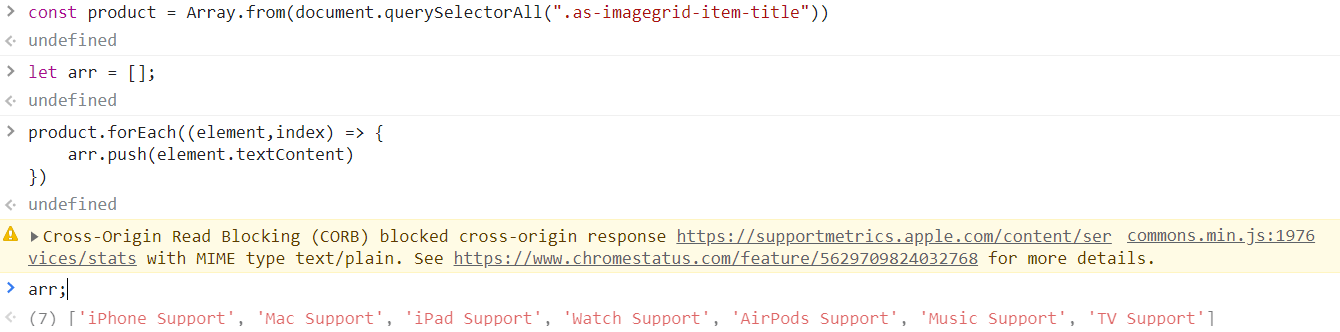 const product = Array.from(document.querySelectorAll(".as-imagegrid-item-title"))
undefined
let arr = [];
undefined
product.forEach((element,index) => {
    arr.push(element.textContent)
})
undefined
Cross-Origin Read Blocking (CORB) blocked cross-origin response https://supportmetrics.apple.com/content/ser commons.min.js:1976
vices/stats with MIME type text/plain. See https://www.chromestatus.com/feature/5629709824032768 for more details.
arr;
(7) ['iPhone Support', 'Mac Support', 'iPad Support', 'Watch Support', 'AirPods Support', 'Music Support', 'TV Support']